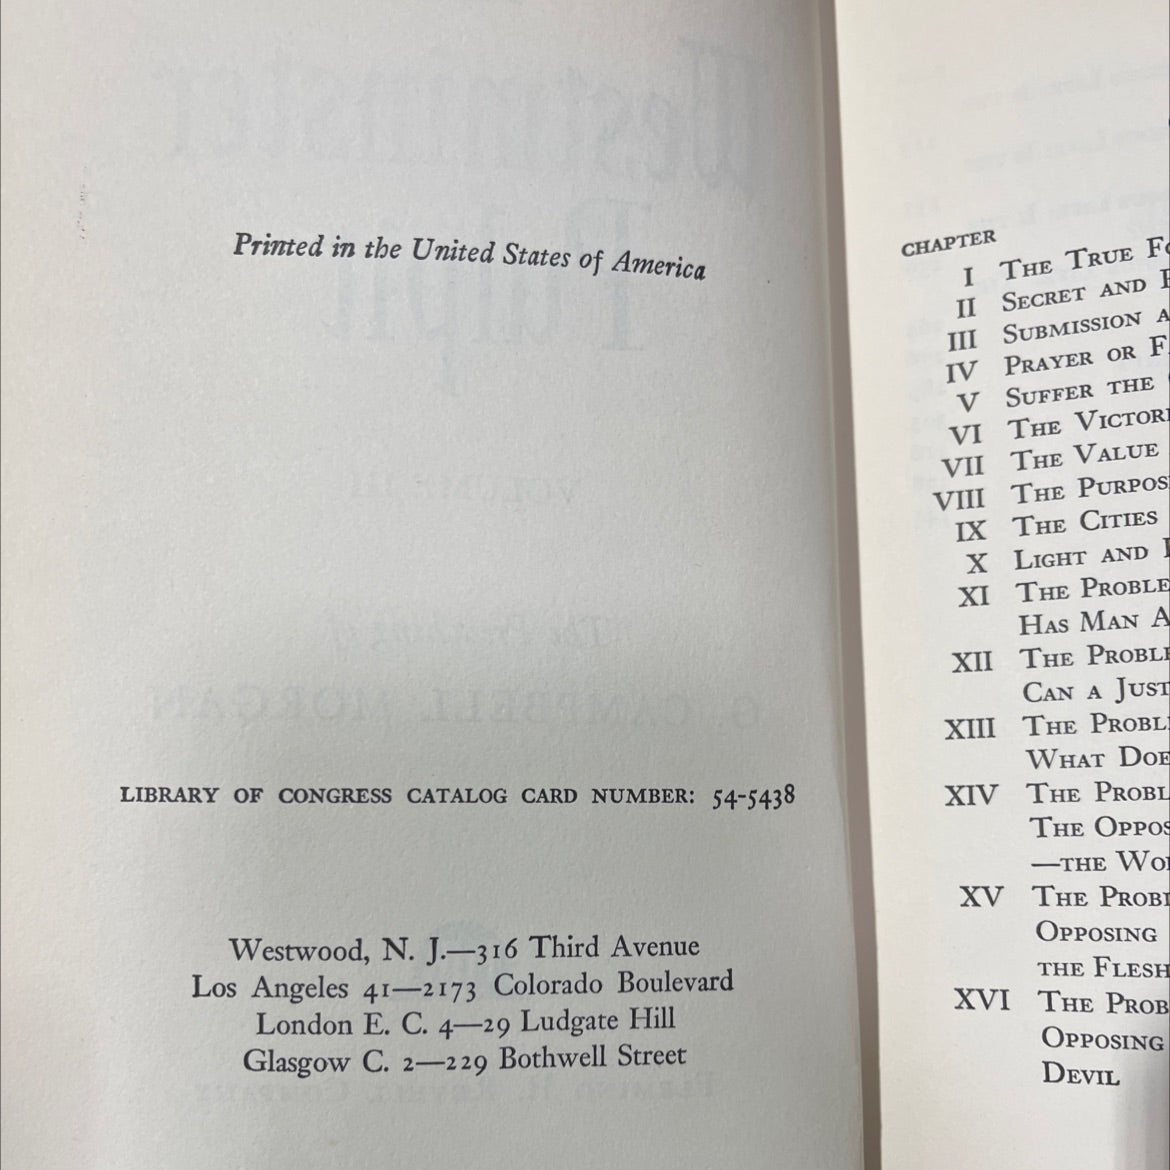 Printed in the United States of America
LIBRARY OF CONGRESS CATALOG CARD NUMBER: 54-5438
Westwood, N. J.—316 Third Avenue
Los Angeles 41—2173 Colorado Boulevard
London E. C. 4—29 Ludgate Hill
Glasgow C. 2—229 Bothwell Street
CHAPTER
I THE TRUE
II SECRET AND
III SUBMISSION
IV PRAYER OR
V SUFFER THE
VI THE
VII THE VALUE
VIII THE
IX THE CITIES
X LIGHT AND
XI THE
HAS MAN
XII THE
CAN A JUST
XIII THE
WHAT
XIV THE
THE
—THE
XV THE
OPPOSING
THE FLESH
XVI THE
OPPOSING
DEVIL